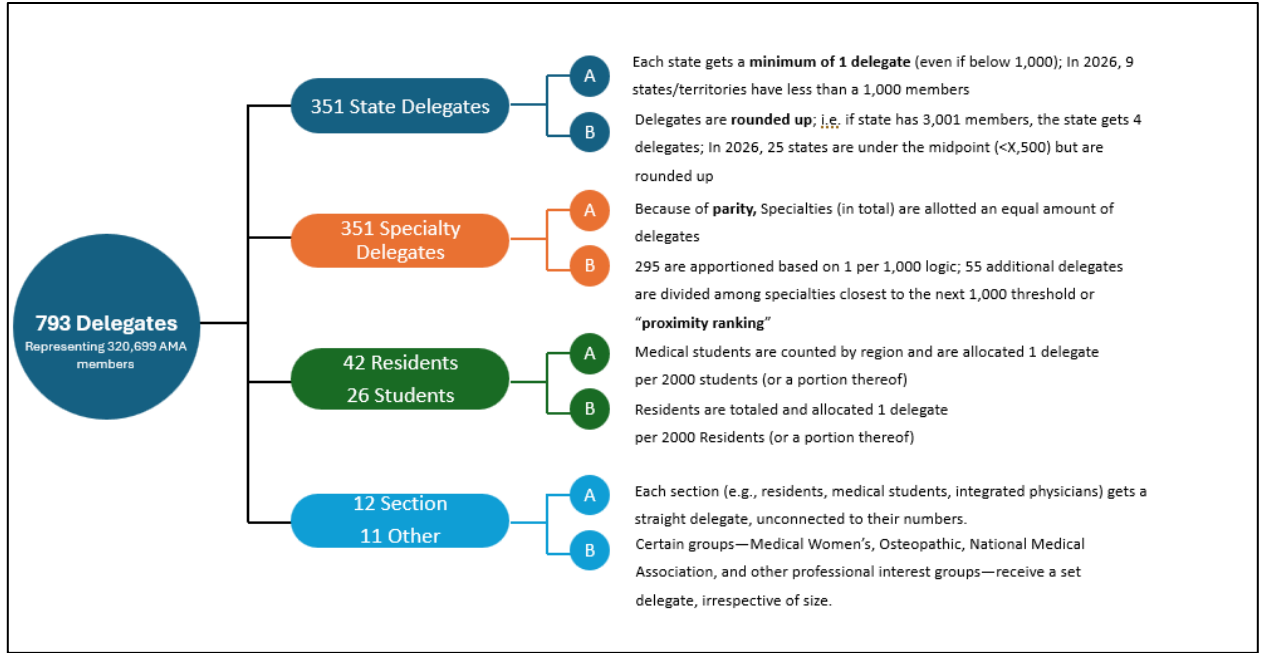 793 Delegates
Representing 320,699 AMA
members
351 State Delegates
A
Each state gets a minimum of 1 delegate (even if below 1,000); In 2026, 9
states/territories have less than a 1,000 members
B
Delegates are rounded up; i.e. if state has 3,001 members, the state gets 4
delegates; In 2026, 25 states are under the midpoint (<X,500) but are
rounded up
351 Specialty
Delegates
A
Because of parity, Specialties (in total) are allotted an equal amount of
delegates
B
295 are apportioned based on 1 per 1,000 logic; 55 additional delegates
are divided among specialties closest to the next 1,000 threshold or
“proximity ranking”
42 Residents
26 Students
A
Medical students are counted by region and are allocated 1 delegate
per 2000 students (or a portion thereof)
B
Residents are totaled and allocated 1 delegate
per 2000 Residents (or a portion thereof)
12 Section
11 Other
A
Each section (e.g., residents, medical students, integrated physicians) gets a
straight delegate, unconnected to their numbers.
B
Certain groups—Medical Women’s, Osteopathic, National Medical
Association, and other professional interest groups—receive a set
delegate, irrespective of size.